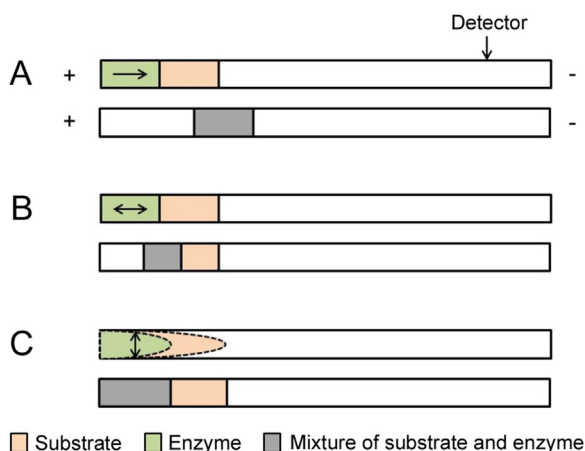 Detector
A + -
+ -
B
C
Substrate Enzyme Mixture of substrate and enzyme